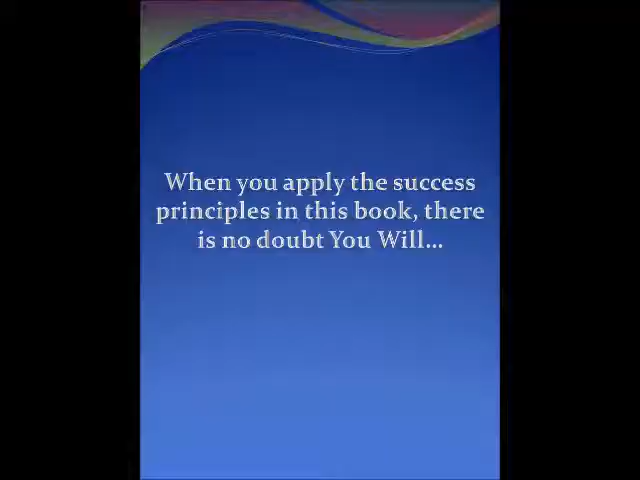 When you apply the success
principles in this book, there
is no doubt You Will...